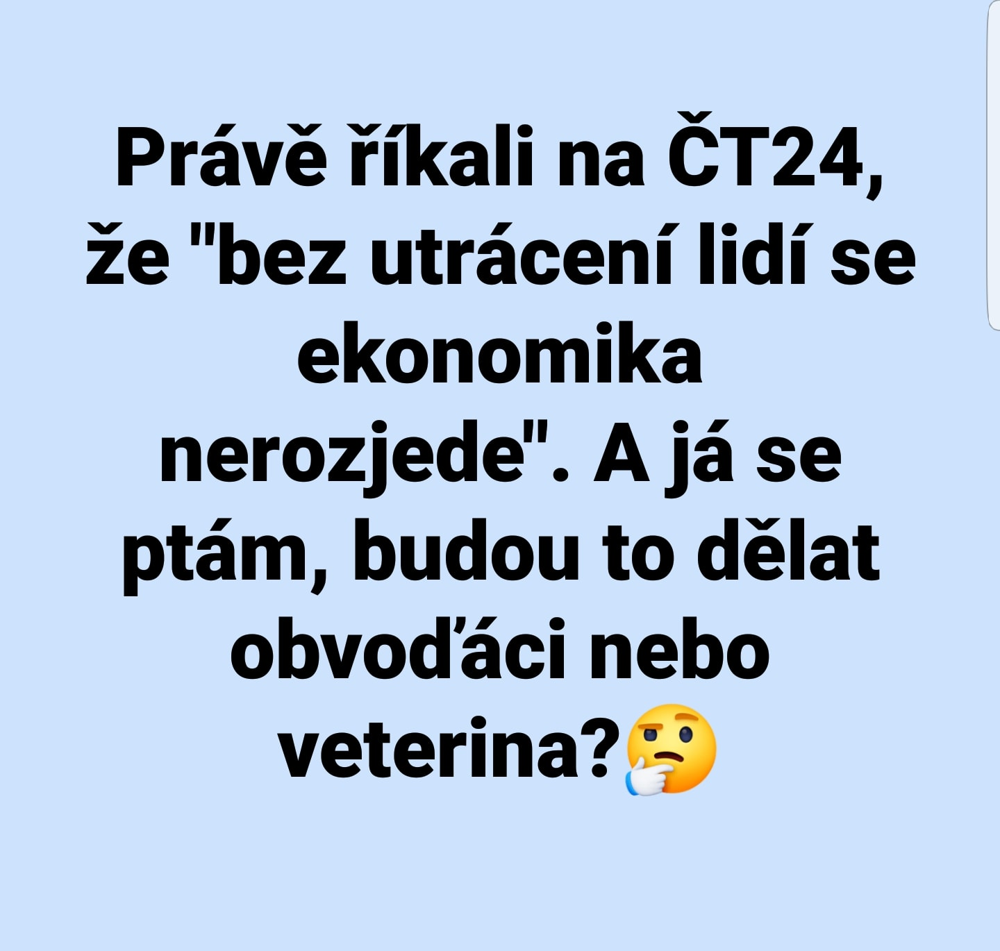 Právě říkali na ČT24,
že "bez utrácení lidí se
ekonomika
nerozjede". A já se
ptám, budou to dělat
obvoďáci nebo
veterina?🤔